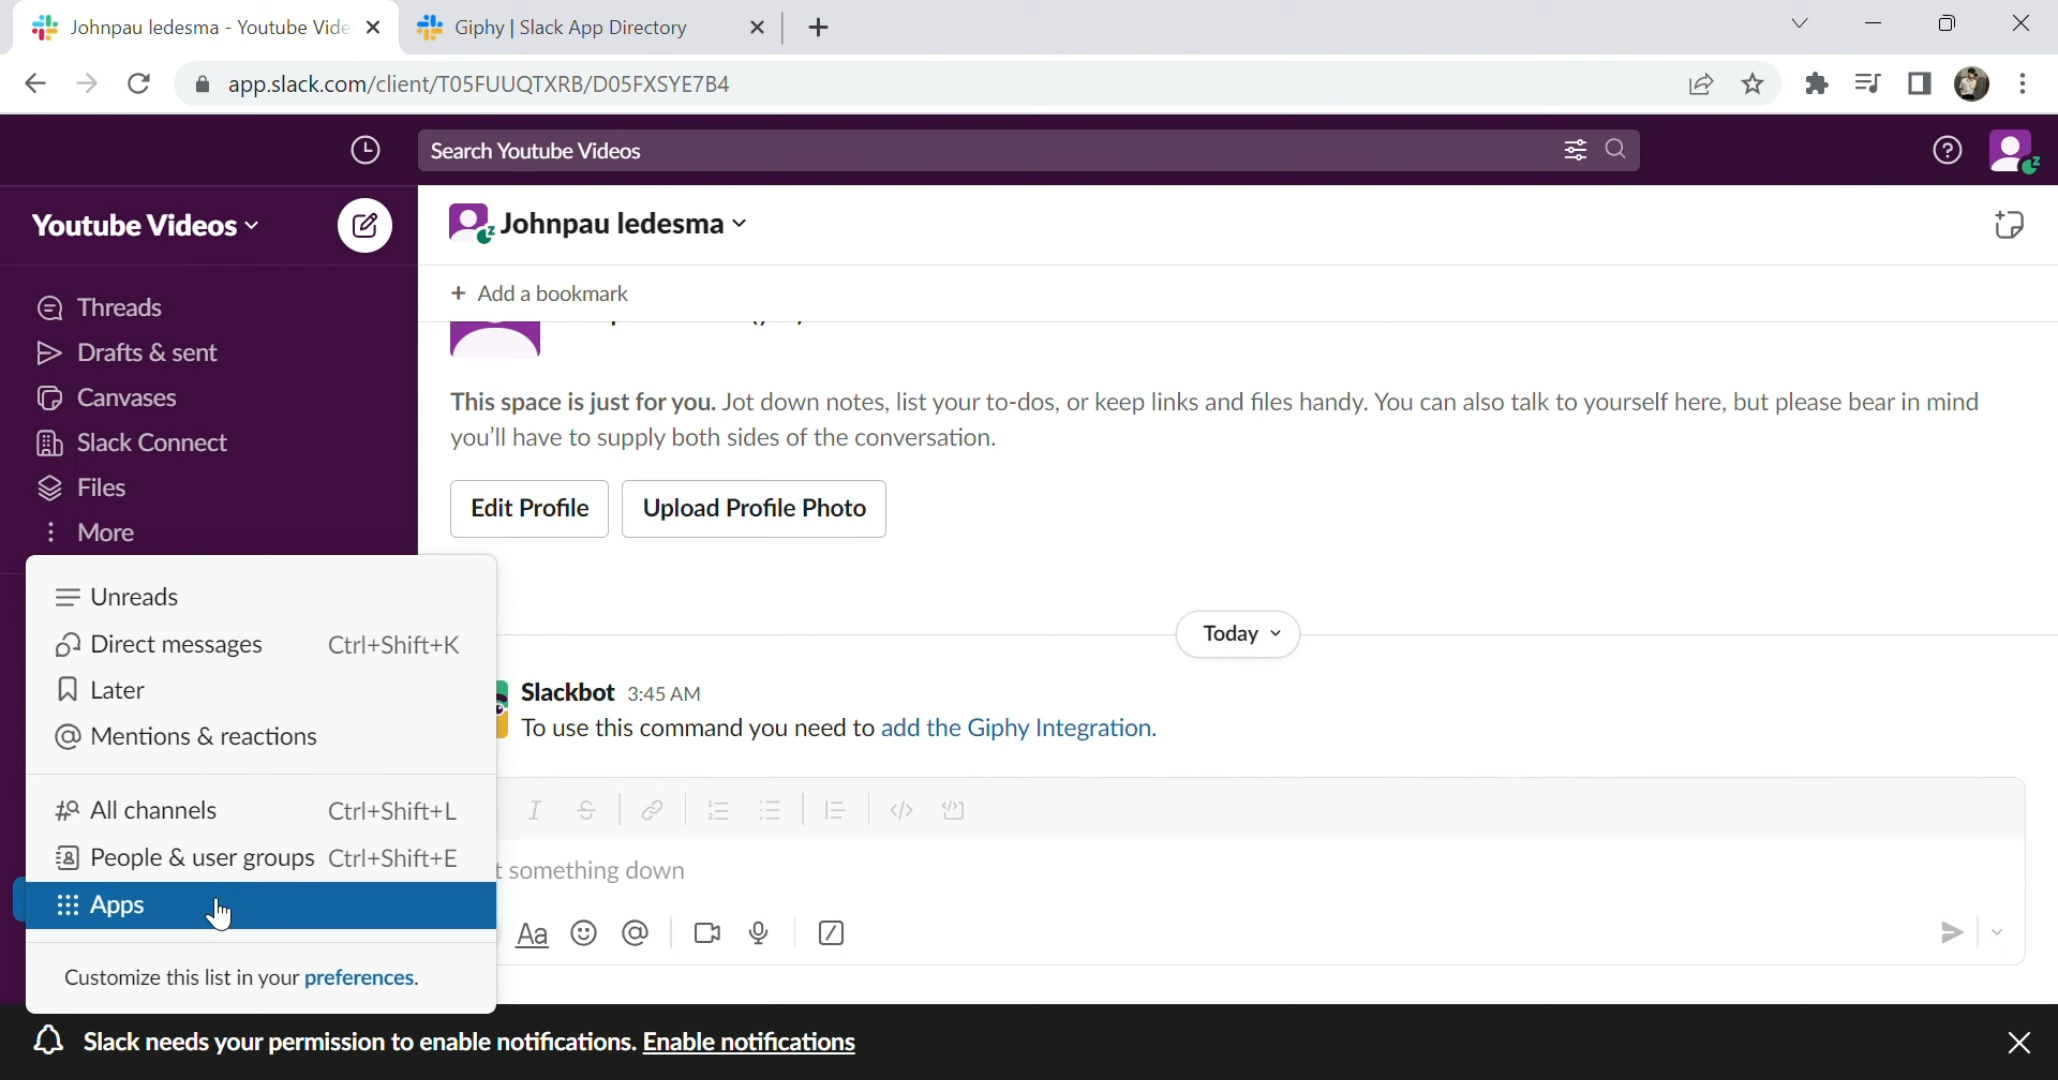 Johnpau ledesma - Youtube Vide
Giphy | Slack App Directory
app.slack.com/client/T05FUUQTXRB/D05FXSYE7B4
Search Youtube Videos
Youtube Videos
Johnpau ledesma
+ Add a bookmark
Threads
Drafts & sent
Canvases
Slack Connect
Files
More
This space is just for you. Jot down notes, list your to-dos, or keep links and files handy. You can also talk to yourself here, but please bear in mind
you'll have to supply both sides of the conversation.
Edit Profile
Upload Profile Photo
Unreads
Direct messages Ctrl+Shift+K
Later
Mentions & reactions
All channels Ctrl+Shift+L
People & user groups Ctrl+Shift+E
Apps
Customize this list in your preferences.
Today
Slackbot 3:45 AM
To use this command you need to add the Giphy Integration.
something down
Aa
Slack needs your permission to enable notifications. Enable notifications